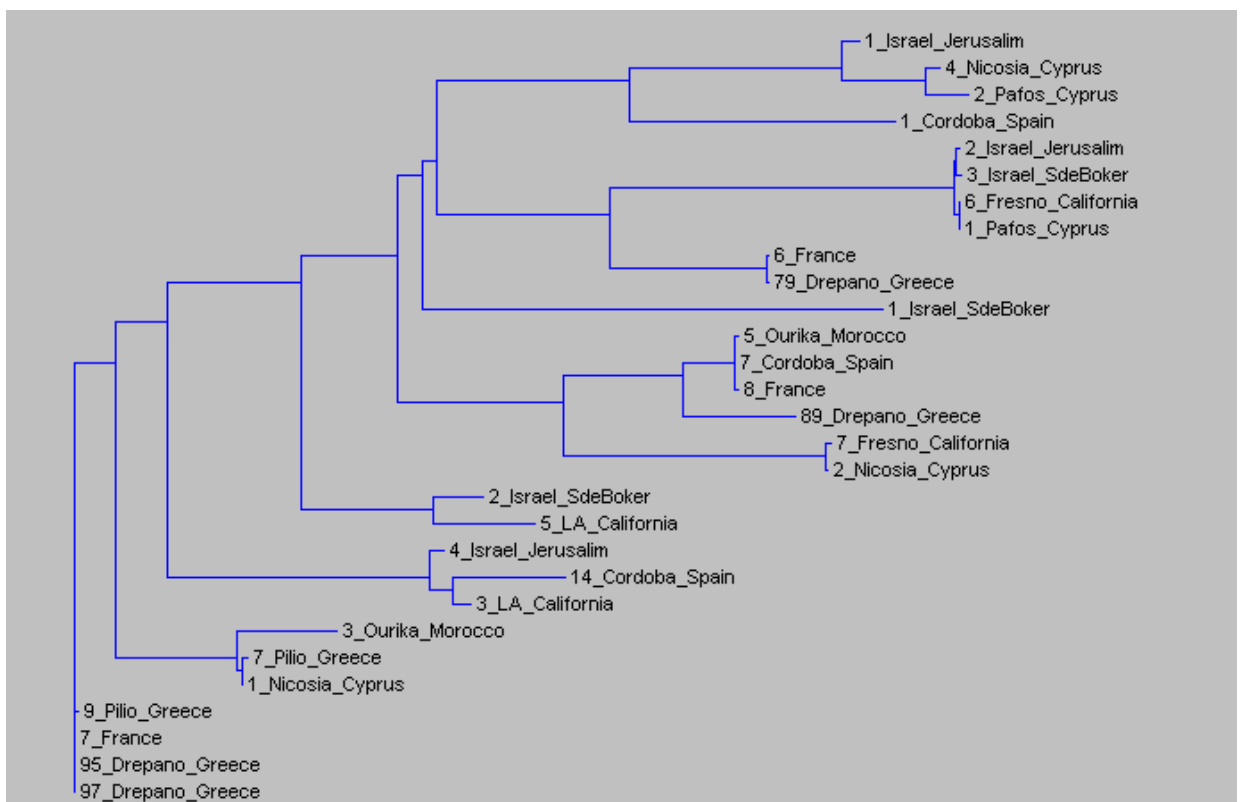 1_Israel_Jerusalim
4_Nicosia_Cyprus
2_Pafos_Cyprus
1_Cordoba_Spain
2_Israel_Jerusalim
3_Israel_SdeBoker
6_Fresno_California
1_Pafos_Cyprus
6_France
79_Drepano_Greece
1_Israel_SdeBoker
5_Ourika_Morocco
7_Cordoba_Spain
8_France
89_Drepano_Greece
7_Fresno_California
2_Nicosia_Cyprus
2_Israel_SdeBoker
5_LA_California
4_Israel_Jerusalim
14_Cordoba_Spain
3_LA_California
3_Ourika_Morocco
7_Pilio_Greece
1_Nicosia_Cyprus
9_Pilio_Greece
7_France
95_Drepano_Greece
97_Drepano_Greece